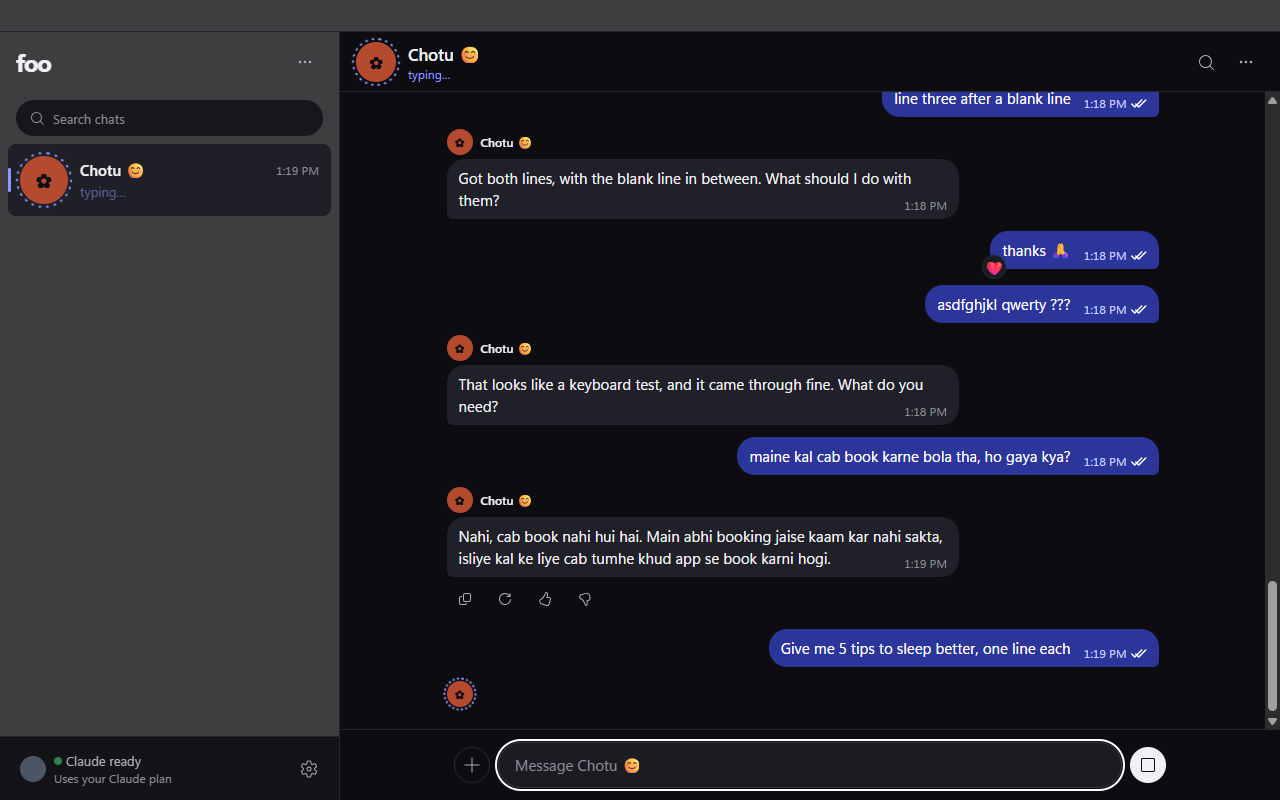 foo
Search chats
Chotu 😊
1:19 PM
typing...
Claude ready
Uses your Claude plan
Chotu 😊
typing...
line three after a blank line 1:18 PM
Chotu 😊
Got both lines, with the blank line in between. What should I do with
them?
1:18 PM
thanks 🙏 1:18 PM
asdfghjkl qwerty ??? 1:18 PM
Chotu 😊
That looks like a keyboard test, and it came through fine. What do you
need?
1:18 PM
maine kal cab book karne bola tha, ho gaya kya? 1:18 PM
Chotu 😊
Nahi, cab book nahi hui hai. Main abhi booking jaise kaam kar nahi sakta,
isliye kal ke liye cab tumhe khud app se book karni hogi.
1:19 PM
Give me 5 tips to sleep better, one line each 1:19 PM
Message Chotu 😊